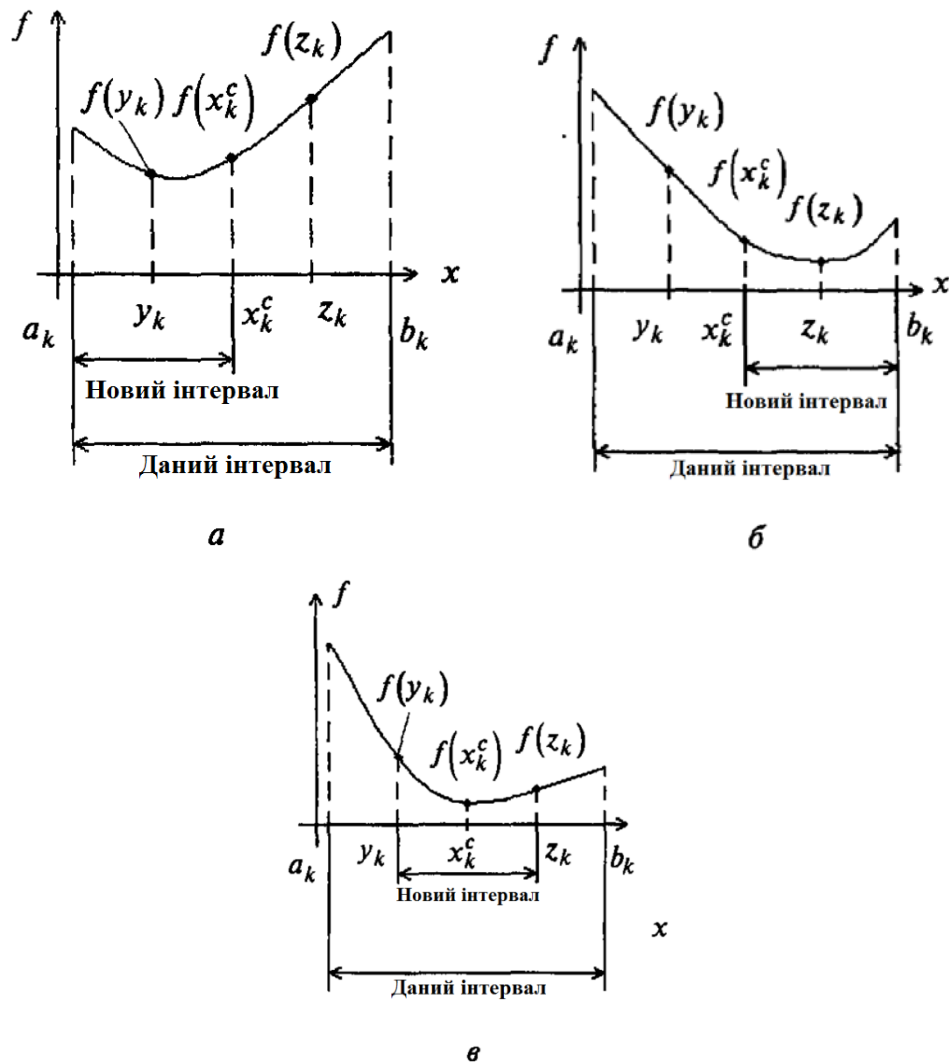 f
f(z_k)
f(y_k) f(x_k^c)
x
a_k y_k x_k^c z_k b_k
Новий інтервал
Даний інтервал
а
f
f(y_k)
f(x_k^c)
f(z_k)
x
a_k y_k x_k^c z_k b_k
Новий інтервал
Даний інтервал
б
f
f(y_k)
f(x_k^c) f(z_k)
a_k y_k x_k^c z_k b_k
Новий інтервал
x
Даний інтервал
в